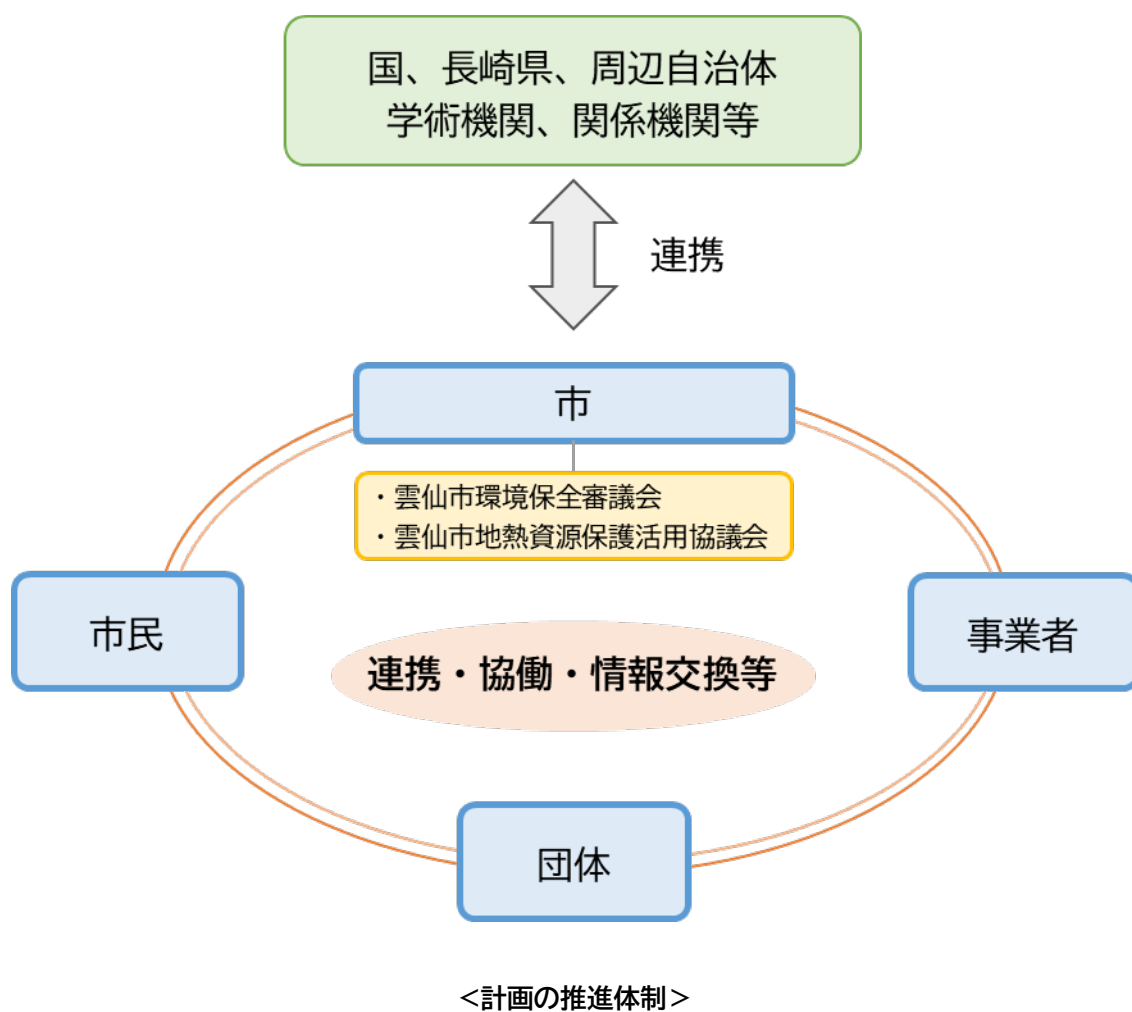 国、長崎県、周辺自治体
学術機関、関係機関等
連携
市
・雲仙市環境保全審議会
・雲仙市地熱資源保護活用協議会
市民
事業者
連携・協働・情報交換等
団体
＜計画の推進体制＞